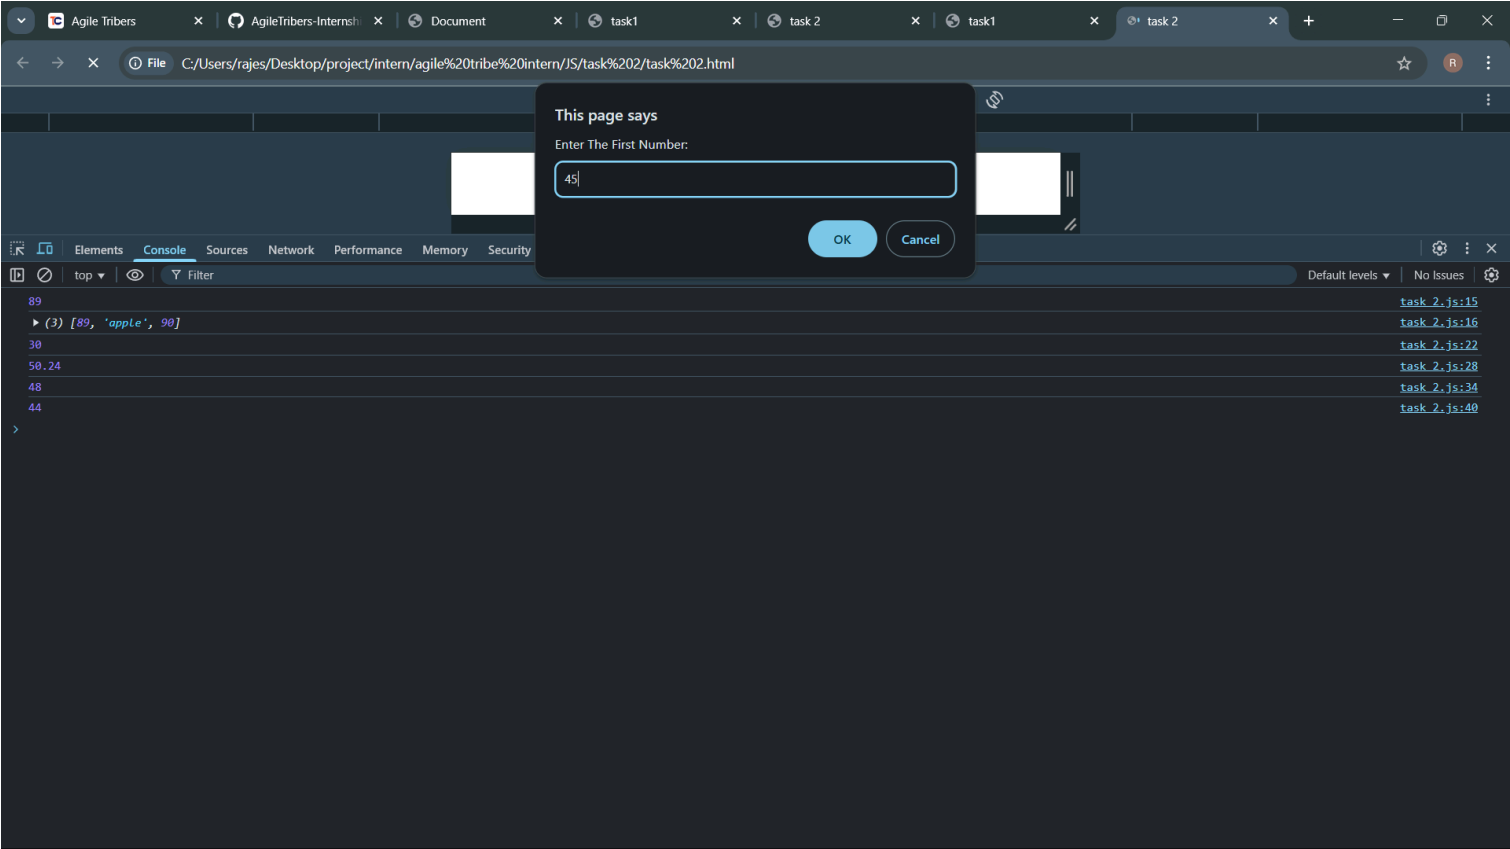 Agile Tribers
AgileTribers-Internshi
Document
task1
task 2
task1
task 2
File
C:/Users/rajes/Desktop/project/intern/agile%20tribe%20intern/JS/task%202/task%202.html
R
This page says
Enter The First Number:
45
OK
Cancel
Elements
Console
Sources
Network
Performance
Memory
Security
top
Filter
Default levels
No Issues
89 task 2.js:15
(3) [89, 'apple', 90] task 2.js:16
30 task 2.js:22
50.24 task 2.js:28
48 task 2.js:34
44 task 2.js:40